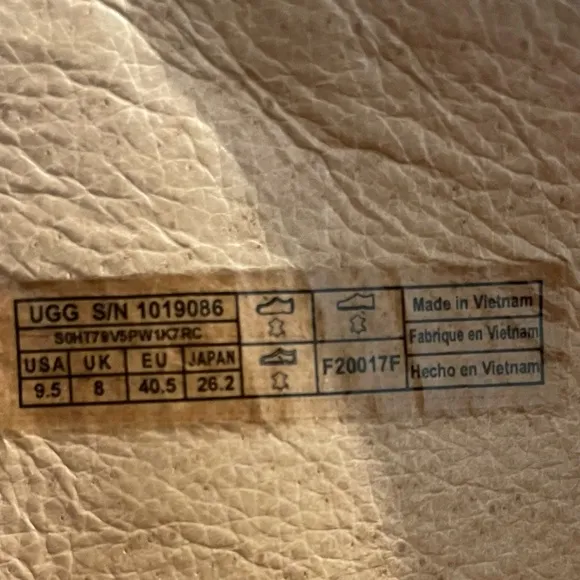 UGG S/N 1019086
S0HT79V5PW1K7RC
USA UK EU JAPAN
9.5 8 40.5 26.2
F20017F
Made in Vietnam
Fabriqué en Vietnam
Hecho en Vietnam